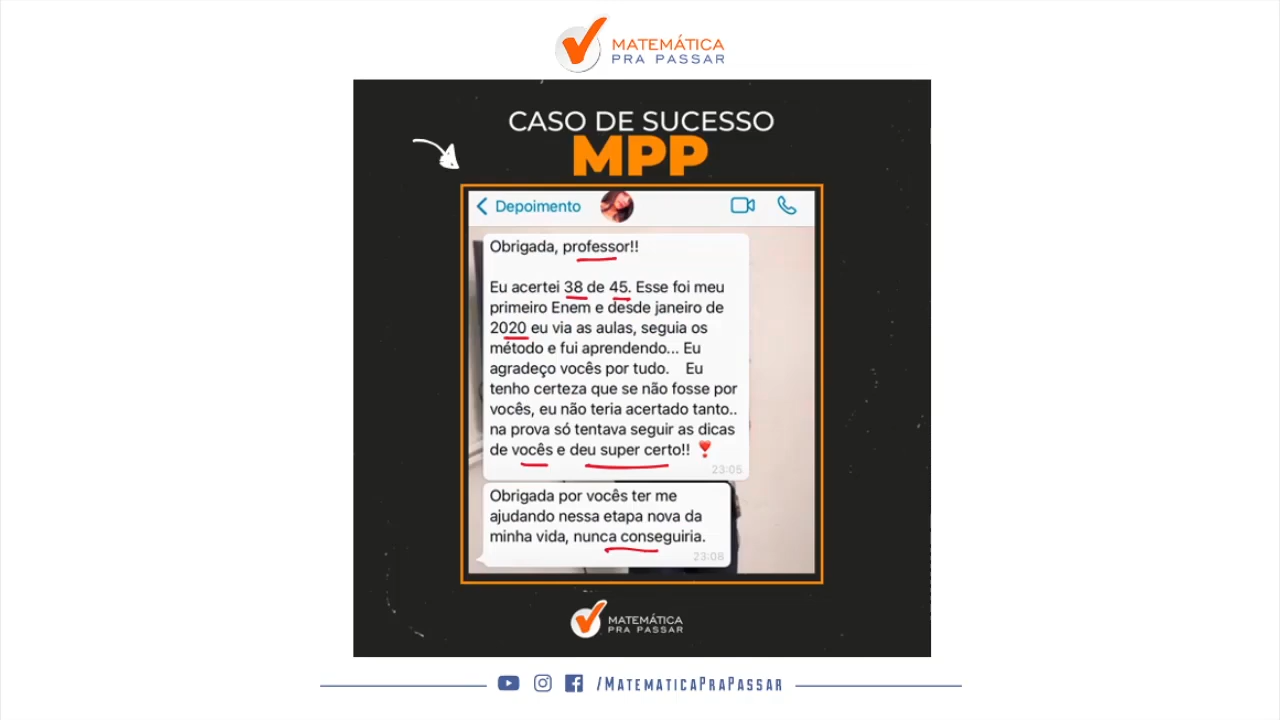 MATEMÁTICA
PRA PASSAR
CASO DE SUCESSO
MPP
Depoimento
Obrigada, professor!!
Eu acertei 38 de 45. Esse foi meu
primeiro Enem e desde janeiro de
2020 eu via as aulas, seguia os
método e fui aprendendo... Eu
agradeço vocês por tudo. Eu
tenho certeza que se não fosse por
vocês, eu não teria acertado tanto..
na prova só tentava seguir as dicas
de vocês e deu super certo!! ❣️
23:05
Obrigada por vocês ter me
ajudando nessa etapa nova da
minha vida, nunca conseguiria.
23:08
MATEMÁTICA
PRA PASSAR
/MATEMATICAPRAPASSAR